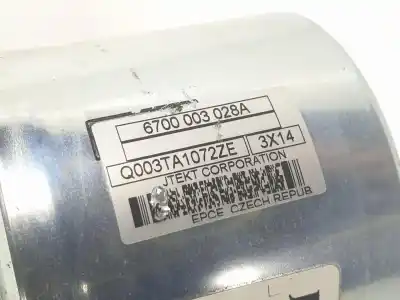 6700 003 028A
Q003TA1072ZE 3X14
JTEKT CORPORATION
EPCE CZECH REPUB
L